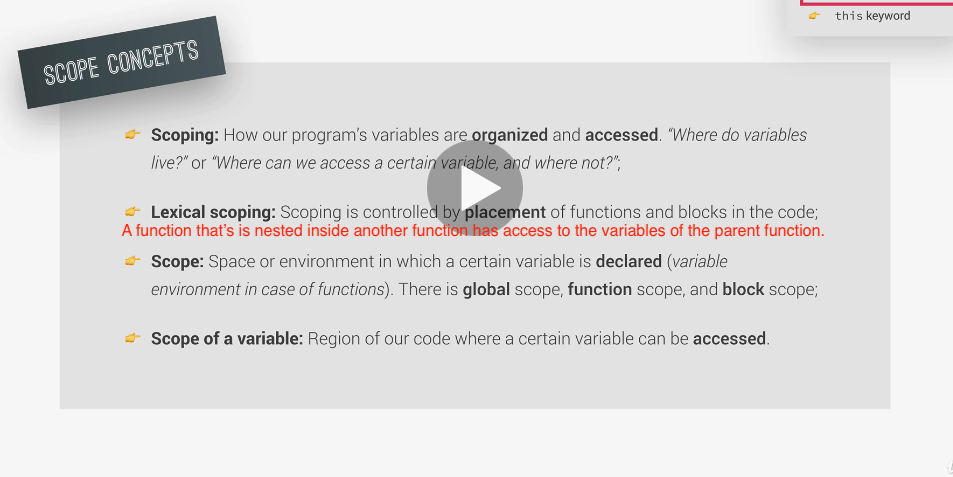 this keyword
SCOPE CONCEPTS
Scoping: How our program’s variables are organized and accessed. “Where do variables
live?” or “Where can we access a certain variable, and where not?”;
Lexical scoping: Scoping is controlled by placement of functions and blocks in the code;
A function that’s is nested inside another function has access to the variables of the parent function.
Scope: Space or environment in which a certain variable is declared (variable
environment in case of functions). There is global scope, function scope, and block scope;
Scope of a variable: Region of our code where a certain variable can be accessed.